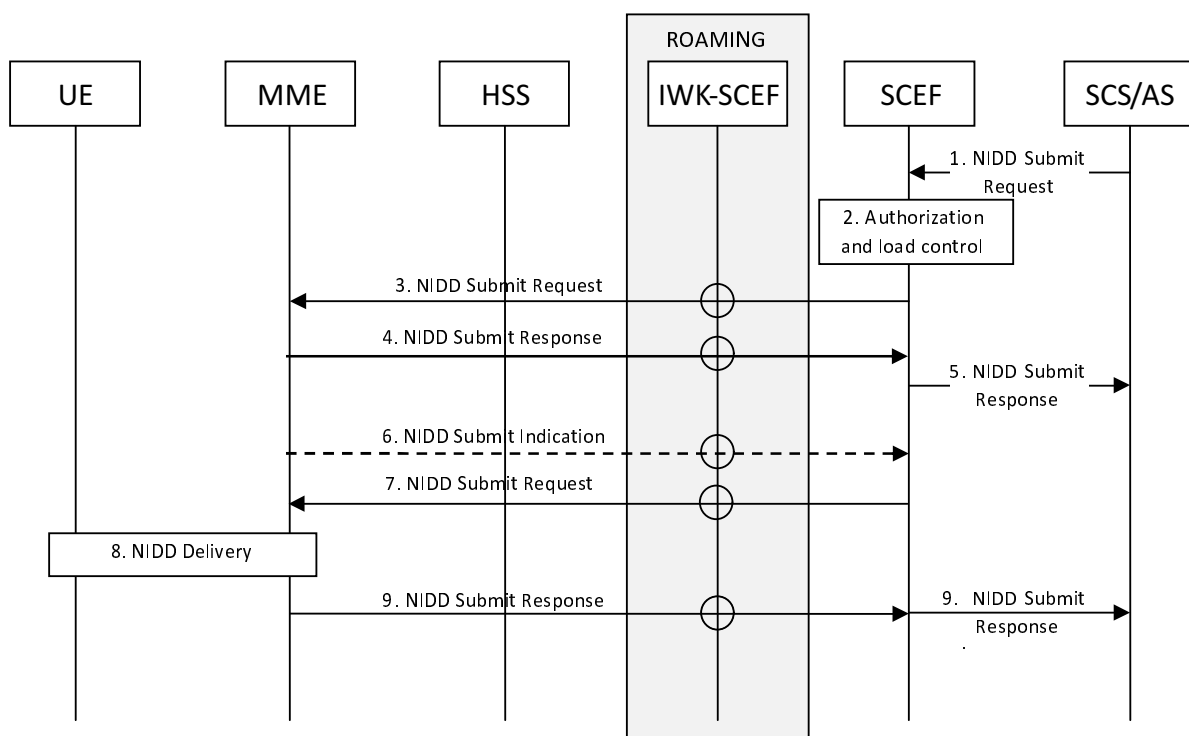 ROAMING
UE
MME
HSS
IWK-SCEF
SCEF
SCS/AS
1. NIDD Submit
Request
2. Authorization
and load control
3. NIDD Submit Request
4. NIDD Submit Response
5. NIDD Submit
Response
6. NIDD Submit Indication
7. NIDD Submit Request
8. NIDD Delivery
9. NIDD Submit Response
9. NIDD Submit
Response
.